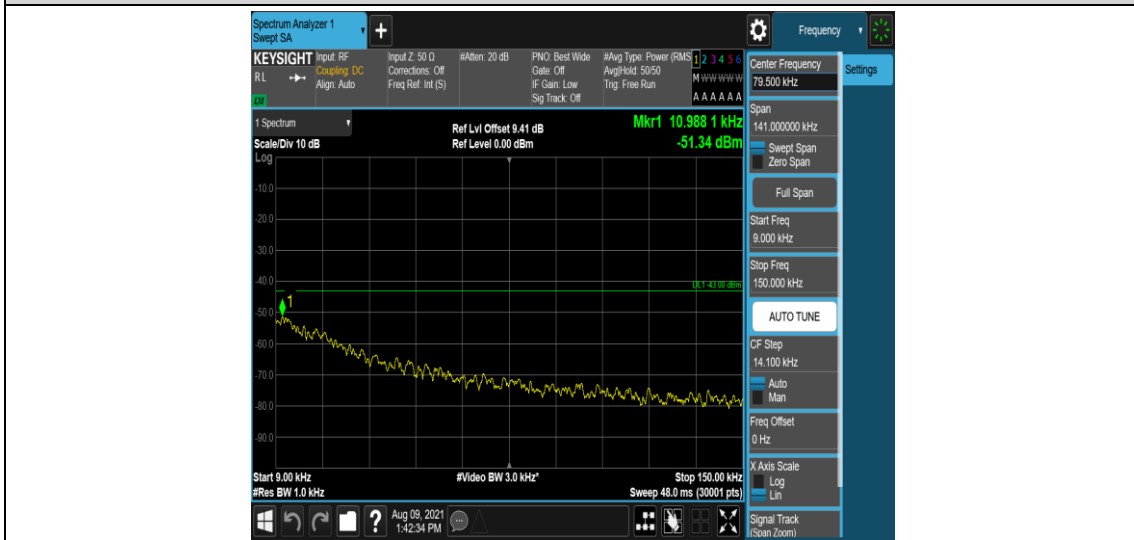 Spectrum Analyzer 1
Swept SA
+
Frequency
KEYSIGHT
RL
LXI
Input: RF
Coupling: DC
Align: Auto
Input Z: 50 Ω
Corrections: Off
Freq Ref: Int (S)
#Atten: 20 dB
PNO: Best Wide
Gate: Off
IF Gain: Low
Sig Track: Off
#Avg Type: Power (RMS
Avg|Hold: 50/50
Trig: Free Run
1 2 3 4 5 6
M W W W W W
A A A A A A
1 Spectrum
Scale/Div 10 dB
Log
Ref Lvl Offset 9.41 dB
Ref Level 0.00 dBm
Mkr1 10.988 1 kHz
-51.34 dBm
-10.0
-20.0
-30.0
-40.0
DL1 -43.00 dBm
1
-50.0
-60.0
-70.0
-80.0
-90.0
Start 9.00 kHz
#Res BW 1.0 kHz
#Video BW 3.0 kHz*
Stop 150.00 kHz
Sweep 48.0 ms (30001 pts)
Center Frequency
79.500 kHz
Settings
Span
141.000000 kHz
Swept Span
Zero Span
Full Span
Start Freq
9.000 kHz
Stop Freq
150.000 kHz
AUTO TUNE
CF Step
14.100 kHz
Auto
Man
Freq Offset
0 Hz
X Axis Scale
Log
Lin
Signal Track
(Span Zoom)
?
Aug 09, 2021
1:42:34 PM